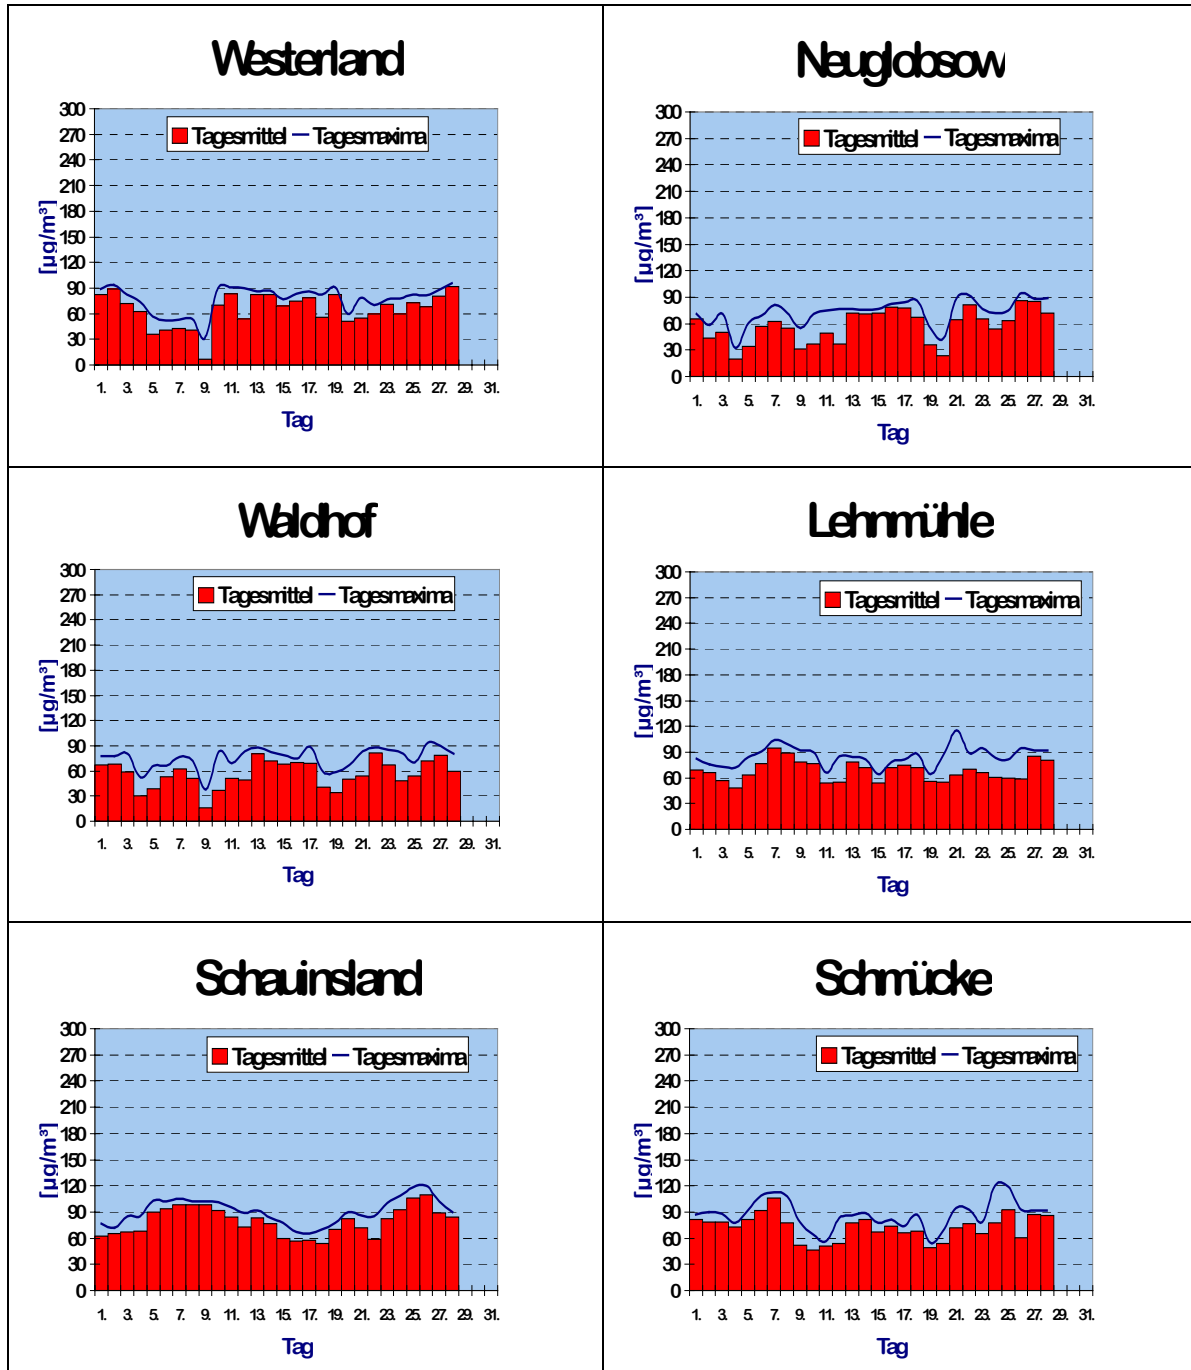 Westerland
300
270
240
210
180
150
120
90
60
30
0
[µg/m³]
Tagesmittel Tagesmaxima
1. 3. 5. 7. 9. 11. 13. 15. 17. 19. 21. 23. 25. 27. 29. 31.
Tag
Neuglobsow
300
270
240
210
180
150
120
90
60
30
0
[µg/m³]
Tagesmittel Tagesmaxima
1. 3. 5. 7. 9. 11. 13. 15. 17. 19. 21. 23. 25. 27. 29. 31.
Tag
Waldhof
300
270
240
210
180
150
120
90
60
30
0
[µg/m³]
Tagesmittel Tagesmaxima
1. 3. 5. 7. 9. 11. 13. 15. 17. 19. 21. 23. 25. 27. 29. 31.
Tag
Lehnmühle
300
270
240
210
180
150
120
90
60
30
0
[µg/m³]
Tagesmittel Tagesmaxima
1. 3. 5. 7. 9. 11. 13. 15. 17. 19. 21. 23. 25. 27. 29. 31.
Tag
Schauinsland
300
270
240
210
180
150
120
90
60
30
0
[µg/m³]
Tagesmittel Tagesmaxima
1. 3. 5. 7. 9. 11. 13. 15. 17. 19. 21. 23. 25. 27. 29. 31.
Tag
Schmücke
300
270
240
210
180
150
120
90
60
30
0
[µg/m³]
Tagesmittel Tagesmaxima
1. 3. 5. 7. 9. 11. 13. 15. 17. 19. 21. 23. 25. 27. 29. 31.
Tag